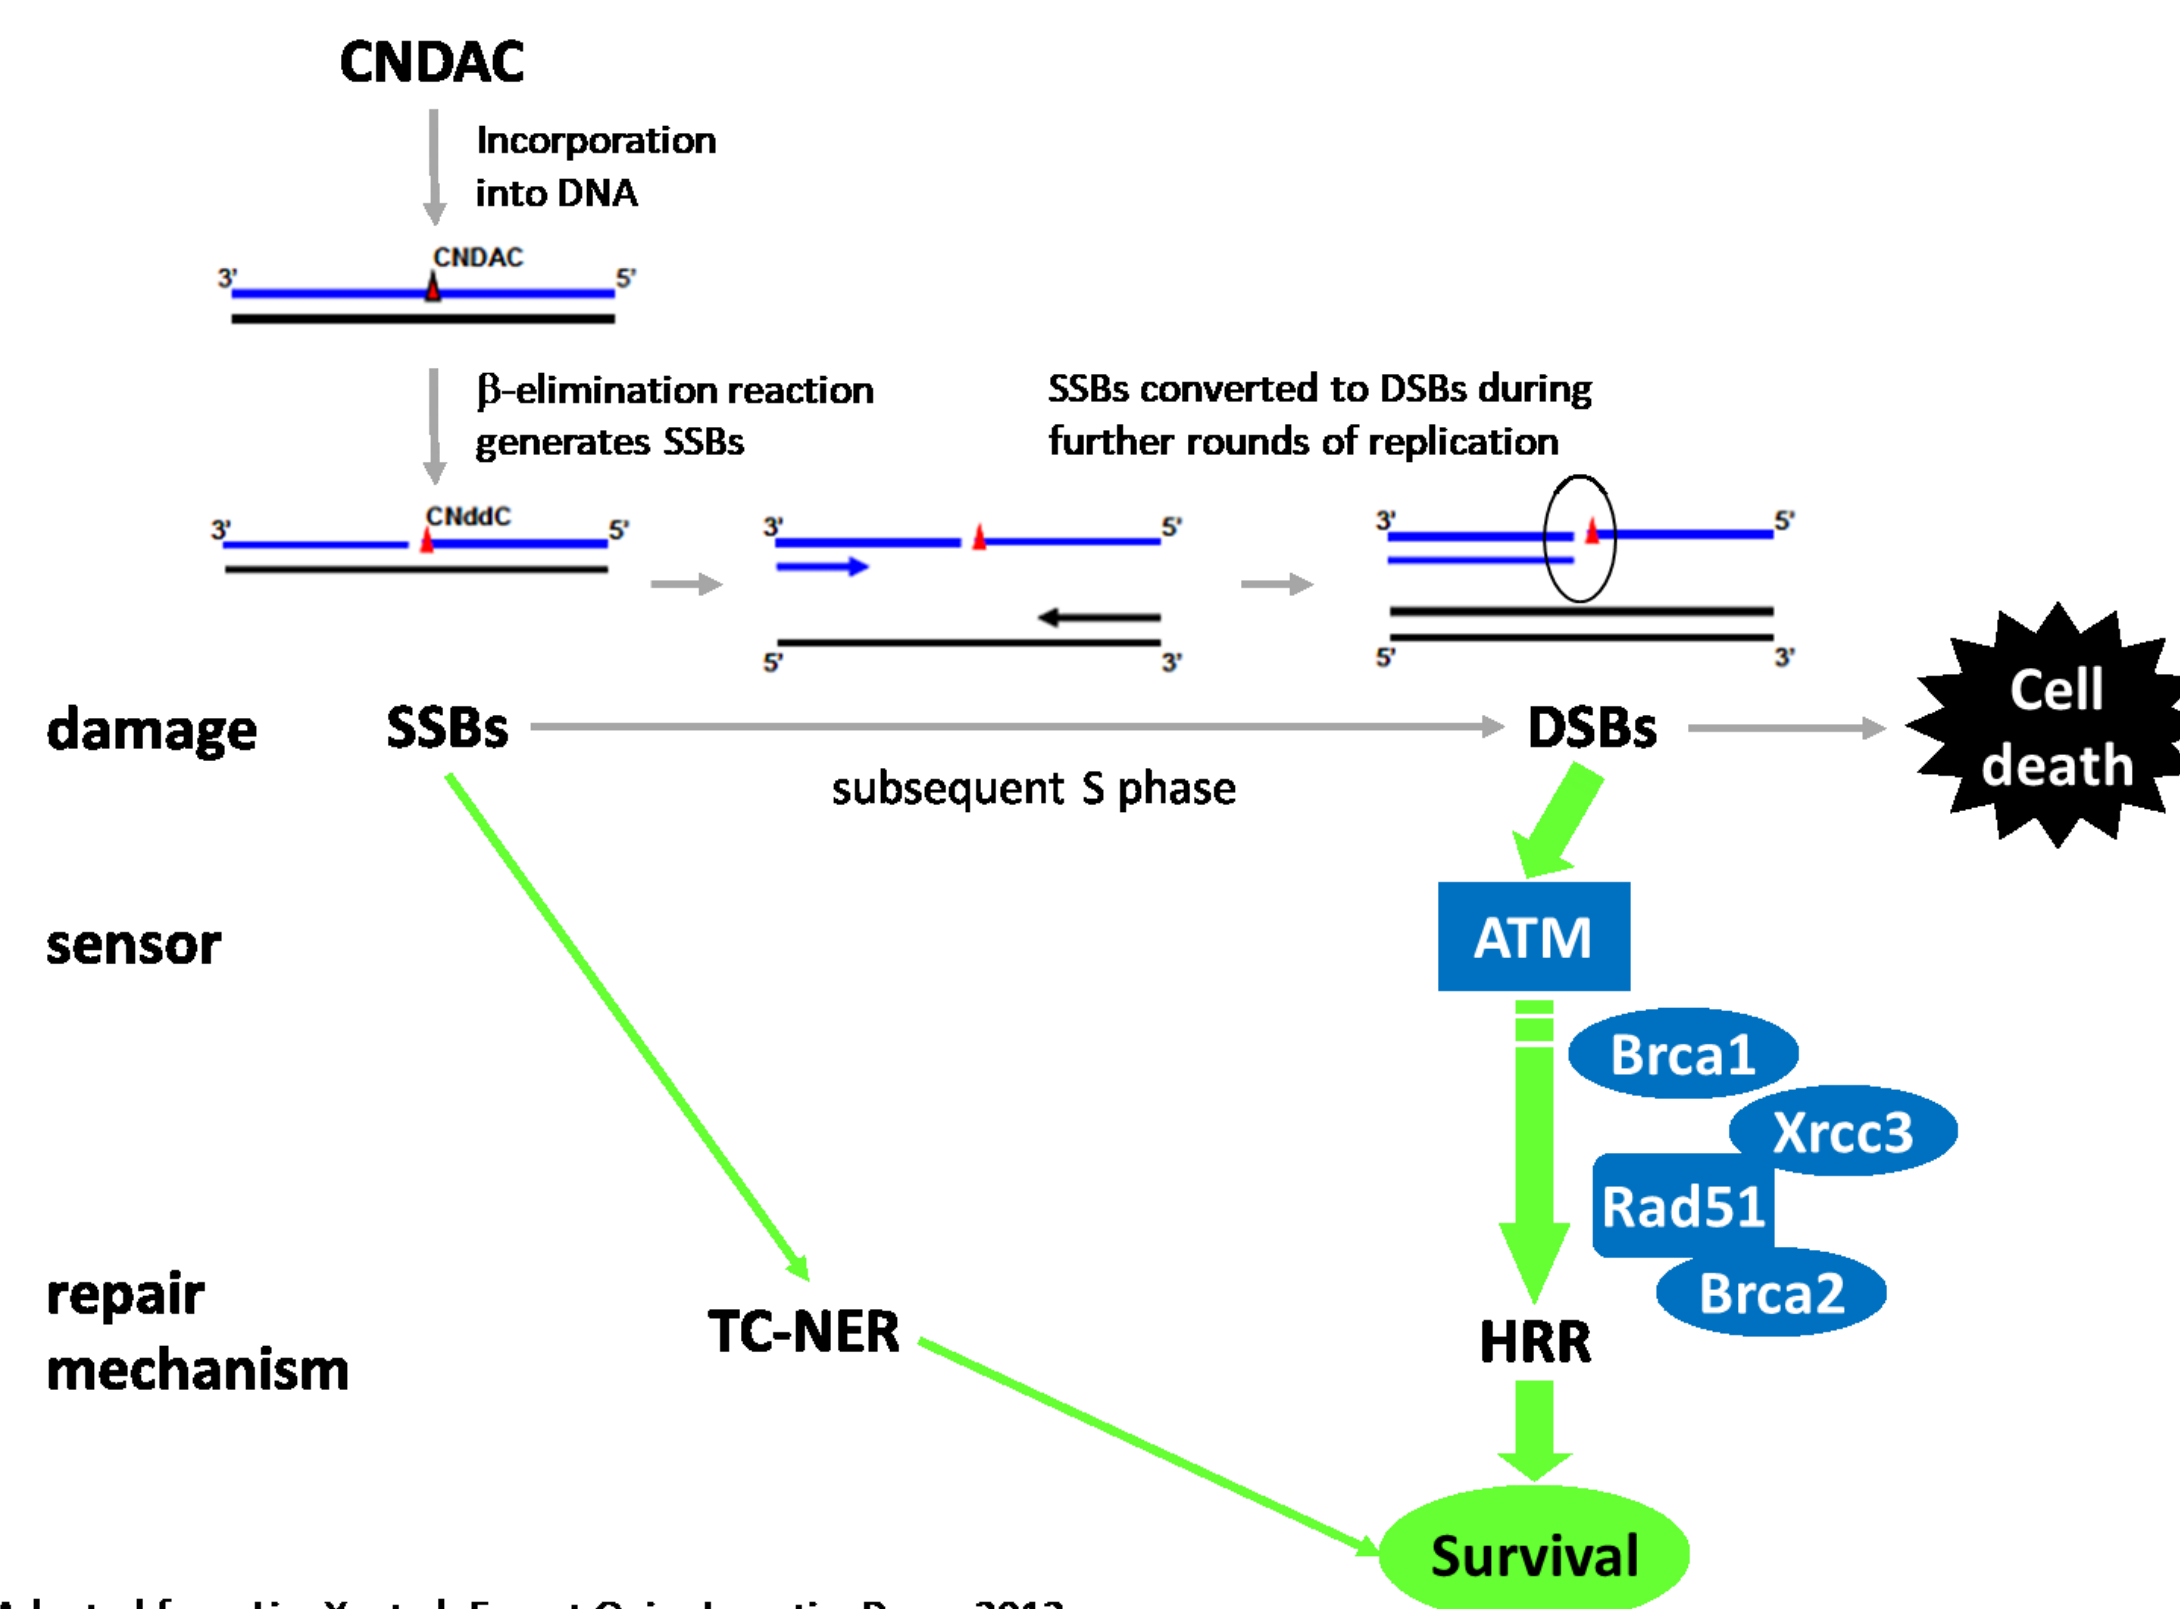 CNDAC
Incorporation
into DNA
CNDAC
3' 5'
β-elimination reaction
generates SSBs
SSBs converted to DSBs during
further rounds of replication
CNddC
3' 5'
3' 5'
5' 3'
3' 5'
5' 3'
damage
SSBs
DSBs
Cell
death
subsequent S phase
sensor
ATM
Brca1
Xrcc3
Rad51
Brca2
repair
mechanism
TC-NER
HRR
Survival